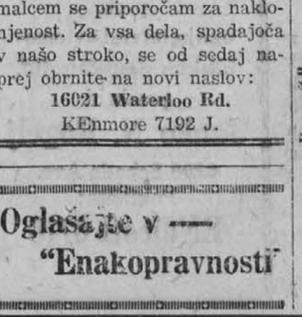 malcem se priporočam za naklo-
njenost. Za vsa dela, spadajoča
v našo stroko, se od sedaj na-
prej obrnite na novi naslov:
16021 Waterloo Rd.
KEnmore 7192 J.
Oglašajte v —
"Enakopravnosti"